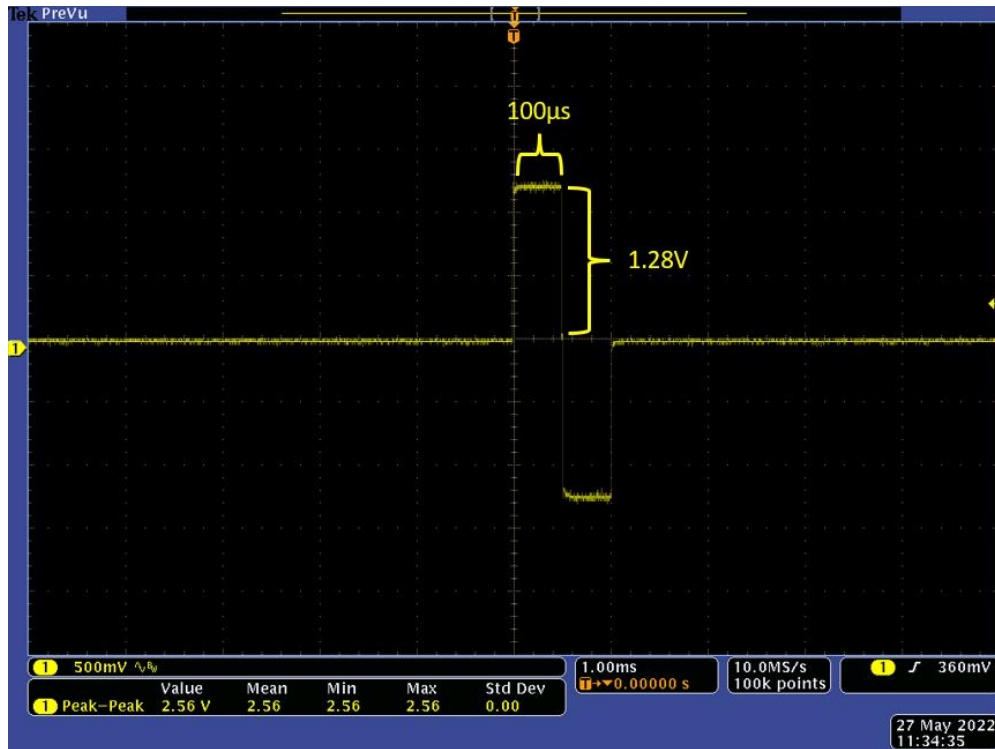 Tek PreVu
T
T
100µs
1.28V
1
1 500mV ∿BW
1.00ms
T→▼0.00000 s
10.0MS/s
100k points
1 ʃ 360mV
Value Mean Min Max Std Dev
1 Peak-Peak 2.56 V 2.56 2.56 2.56 0.00
27 May 2022
11:34:35